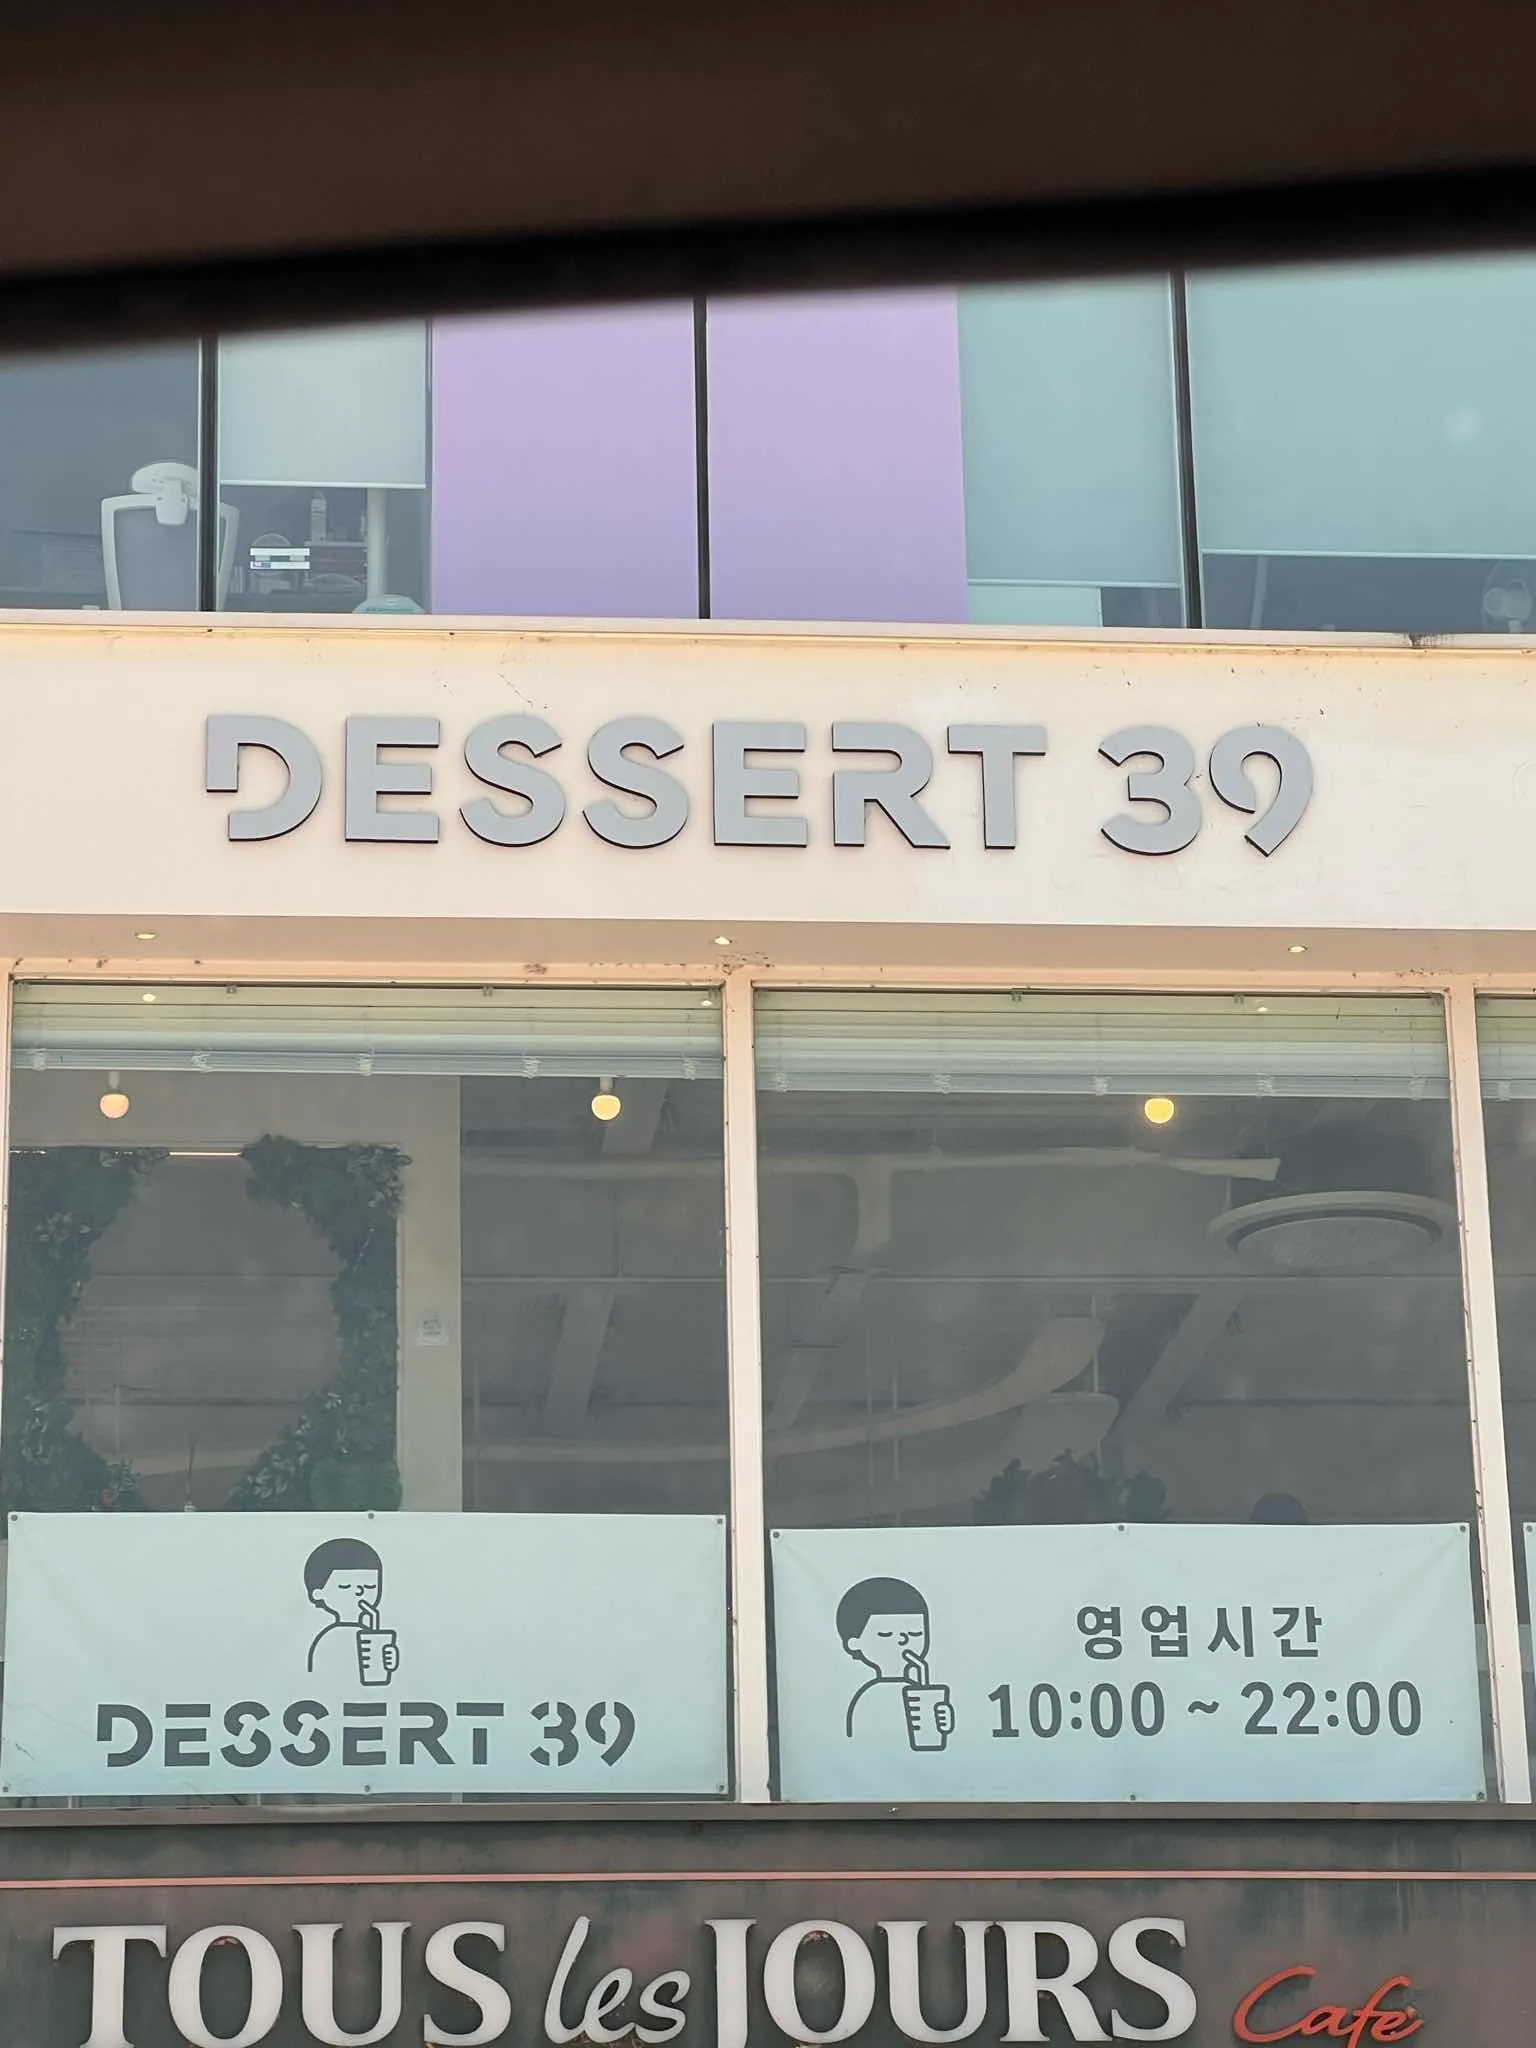 DESSERT 39
DESSERT 39
영업시간
10:00 ~ 22:00
TOUS les JOURS Cafe